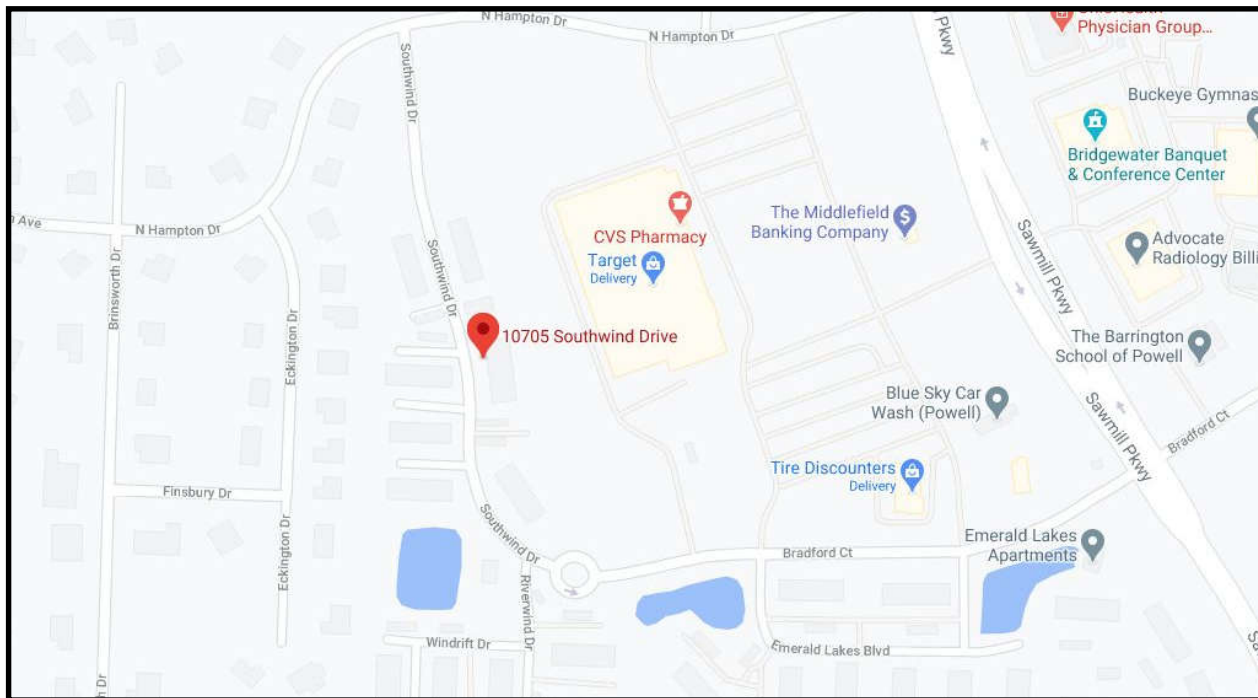 N Hampton Dr
N Hampton Dr
Pkwy
Physician Group...
Buckeye Gymnas
Southwind Dr
Bridgewater Banquet
& Conference Center
Ave
N Hampton Dr
CVS Pharmacy
The Middlefield
Banking Company
Sawmill Pkwy
Advocate
Radiology Billi
Brinsworth Dr
Southwind Dr
Target
Delivery
Eckington Dr
10705 Southwind Drive
The Barrington
School of Powell
Blue Sky Car
Wash (Powell)
Sawmill Pkwy
Bradford Ct
Tire Discounters
Delivery
Finsbury Dr
Southwind Dr
Eckington Dr
Bradford Ct
Emerald Lakes
Apartments
Riverwind Dr
Windrift Dr
Emerald Lakes Blvd